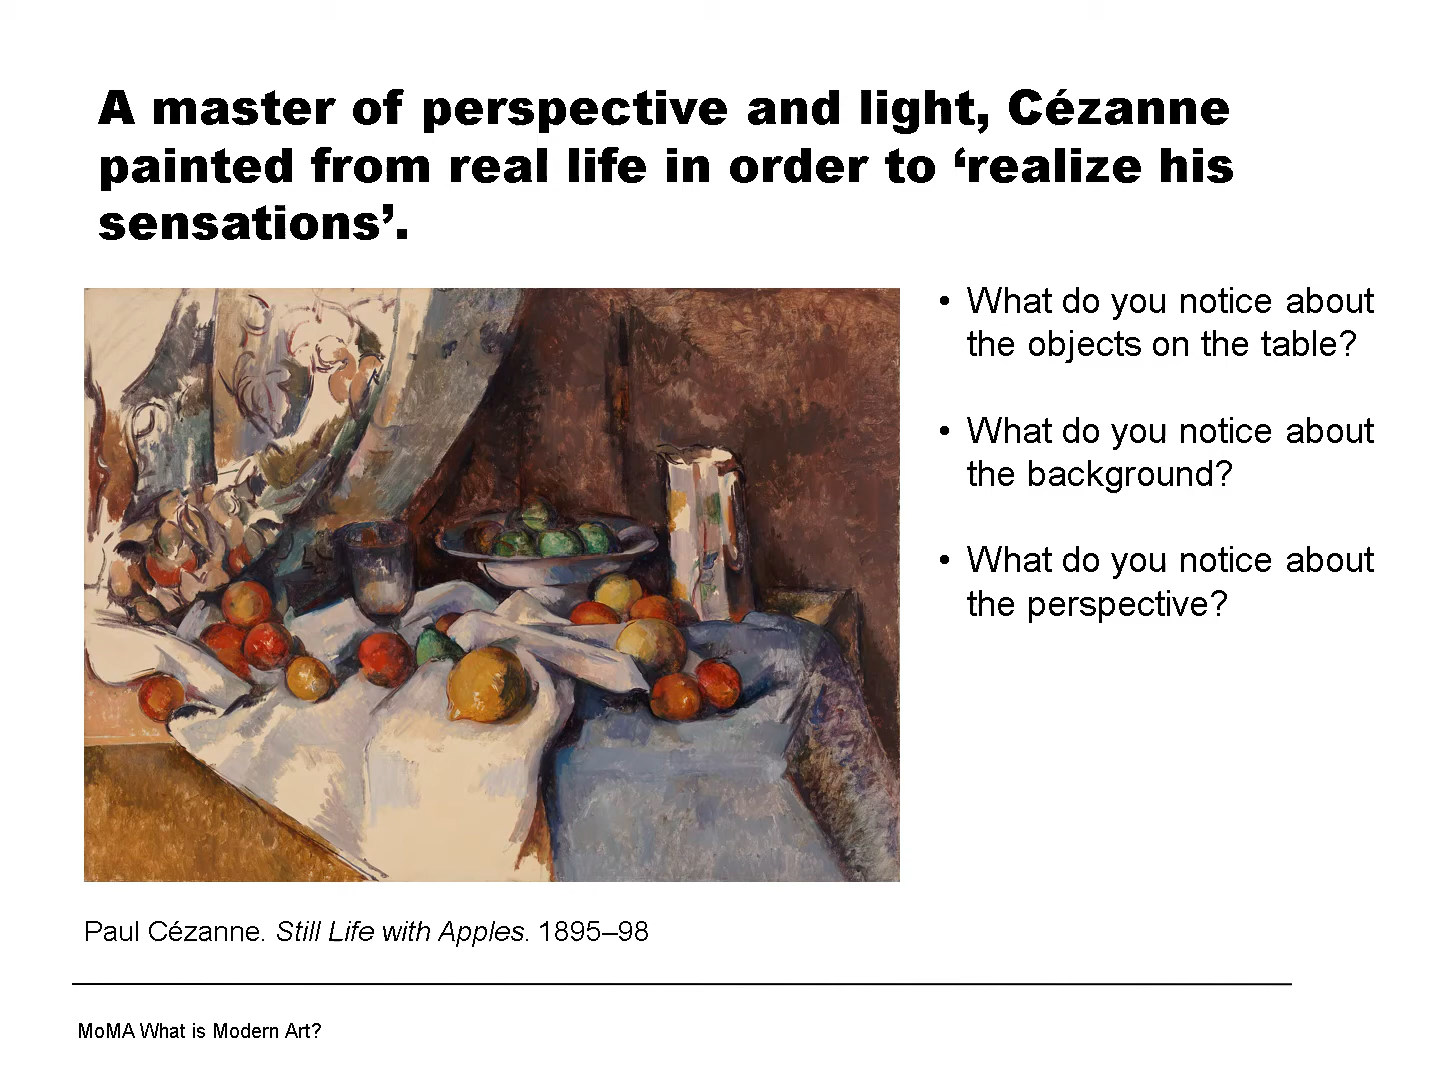 A master of perspective and light, Cézanne
painted from real life in order to ‘realize his
sensations’.
• What do you notice about
the objects on the table?
• What do you notice about
the background?
• What do you notice about
the perspective?
Paul Cézanne. Still Life with Apples. 1895–98
MoMA What is Modern Art?